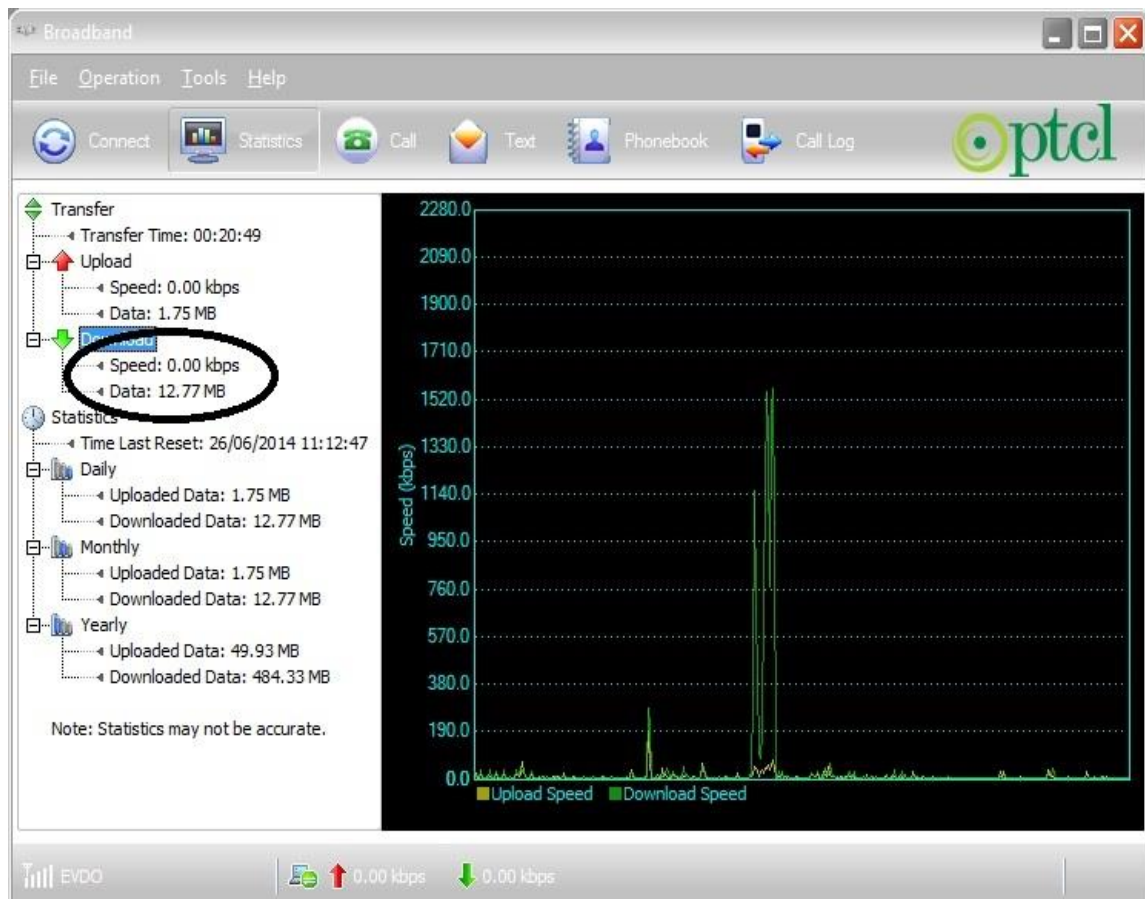 Broadband
File Operation Tools Help
Connect Statistics Call Text Phonebook Call Log ptcl
Transfer
Transfer Time: 00:20:49
Upload
Speed: 0.00 kbps
Data: 1.75 MB
Download
Speed: 0.00 kbps
Data: 12.77 MB
Statistics
Time Last Reset: 26/06/2014 11:12:47
Daily
Uploaded Data: 1.75 MB
Downloaded Data: 12.77 MB
Monthly
Uploaded Data: 1.75 MB
Downloaded Data: 12.77 MB
Yearly
Uploaded Data: 49.93 MB
Downloaded Data: 484.33 MB
Note: Statistics may not be accurate.
2280.0
2090.0
1900.0
1710.0
1520.0
1330.0
1140.0
950.0
760.0
570.0
380.0
190.0
0.0
Speed (kbps)
Upload Speed Download Speed
EVDO 0.00 kbps 0.00 kbps